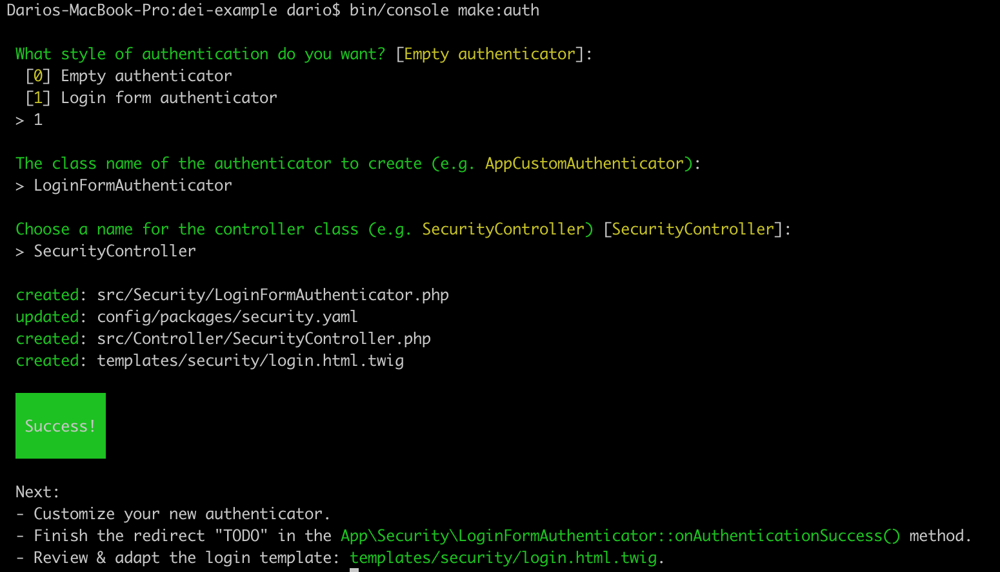 Darios-MacBook-Pro:dei-example dario$ bin/console make:auth
What style of authentication do you want? [Empty authenticator]:
[0] Empty authenticator
[1] Login form authenticator
> 1
The class name of the authenticator to create (e.g. AppCustomAuthenticator):
> LoginFormAuthenticator
Choose a name for the controller class (e.g. SecurityController) [SecurityController]:
> SecurityController
created: src/Security/LoginFormAuthenticator.php
updated: config/packages/security.yaml
created: src/Controller/SecurityController.php
created: templates/security/login.html.twig
Success!
Next:
- Customize your new authenticator.
- Finish the redirect "TODO" in the App\Security\LoginFormAuthenticator::onAuthenticationSuccess() method.
- Review & adapt the login template: templates/security/login.html.twig.